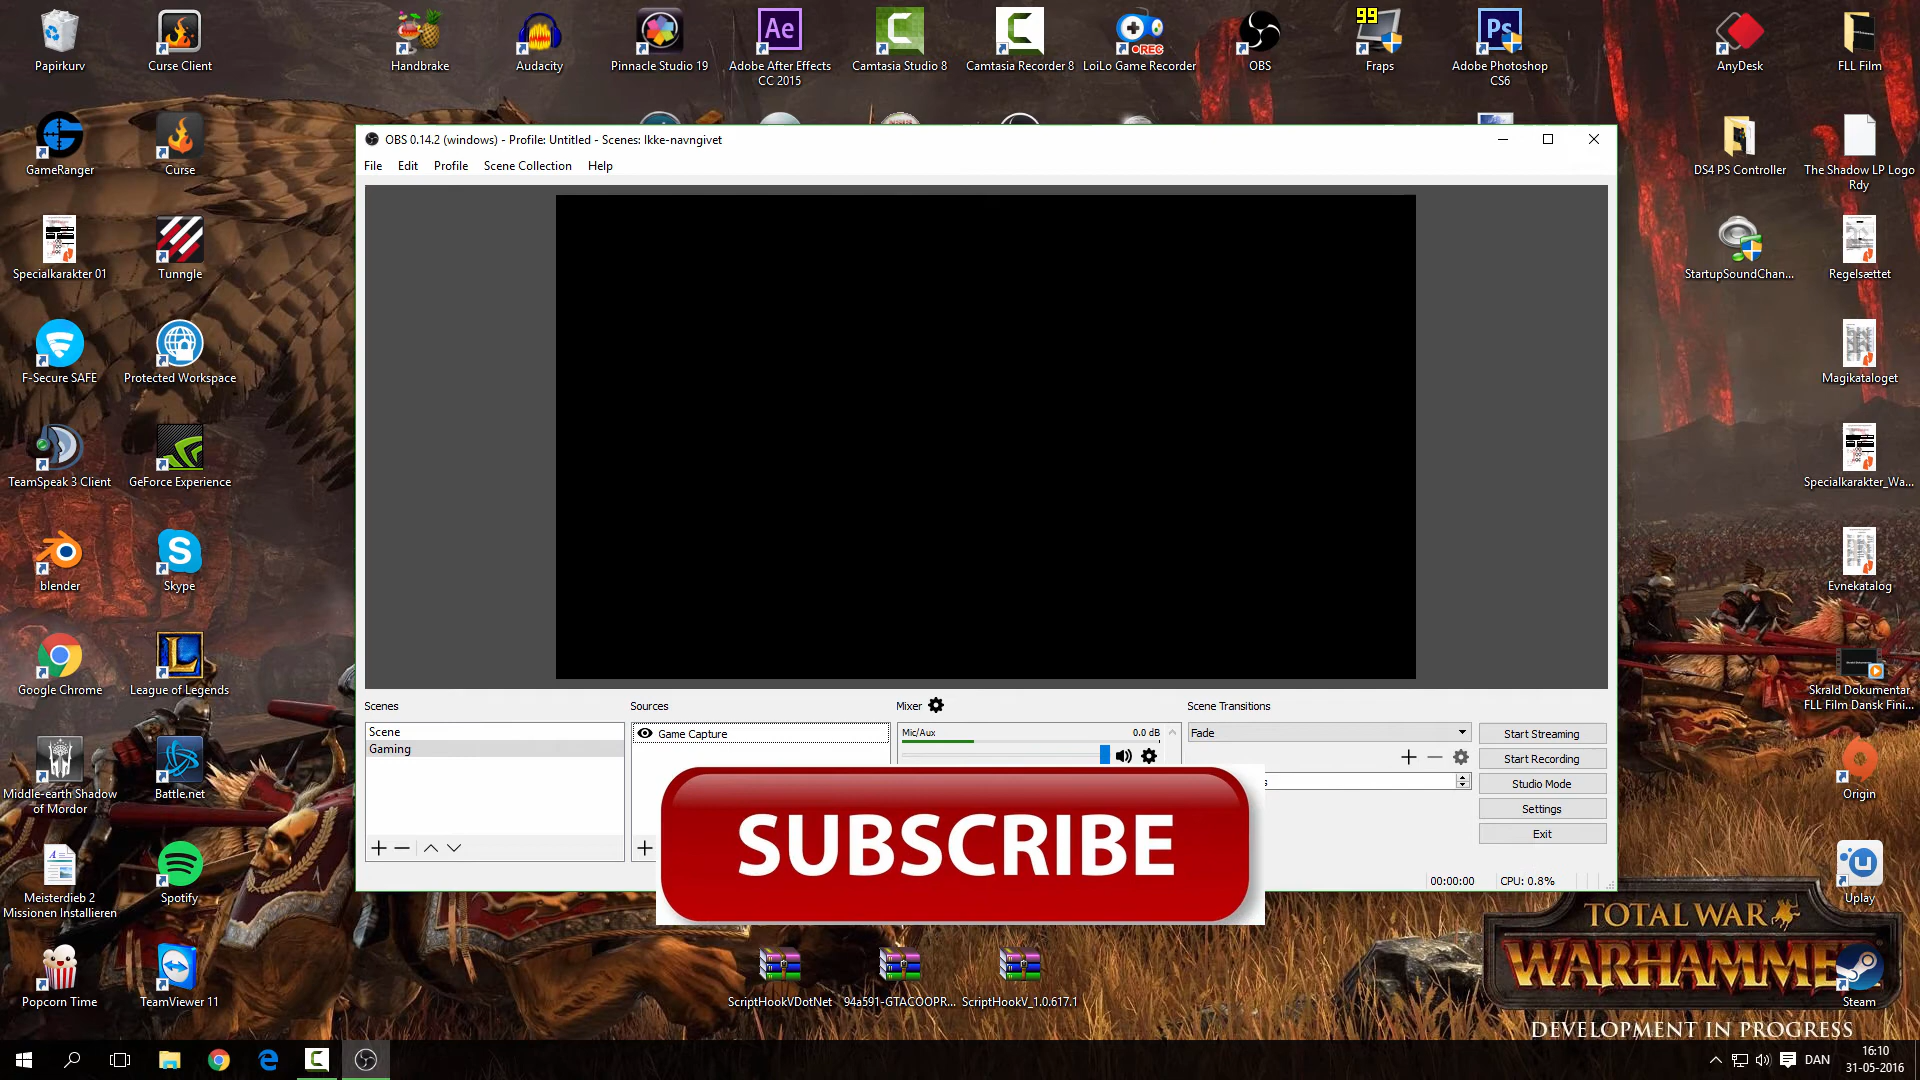 Papirkurv
Curse Client
Handbrake
Audacity
Pinnacle Studio 19
Adobe After Effects
CC 2015
Camtasia Studio 8
Camtasia Recorder 8
LoiLo Game Recorder
OBS
99
Fraps
Adobe Photoshop
CS6
AnyDesk
FLL Film
GameRanger
Curse
DS4 PS Controller
The Shadow LP Logo
Rdy
OBS 0.14.2 (windows) - Profile: Untitled - Scenes: Ikke-navngivet
File
Edit
Profile
Scene Collection
Help
Specialkarakter 01
Tunngle
StartupSoundChan...
Regelsættet
F-Secure SAFE
Protected Workspace
Magikataloget
TeamSpeak 3 Client
GeForce Experience
Specialkarakter_Wa...
blender
Skype
Evnekatalog
Google Chrome
League of Legends
Skrald Dokumentar
FLL Film Dansk Fini...
Scenes
Sources
Mixer
Scene Transitions
Scene
Gaming
Game Capture
Mic/Aux
0.0 dB
Fade
Start Streaming
Start Recording
Studio Mode
Settings
Exit
SUBSCRIBE
00:00:00
CPU: 0.8%
Middle-earth Shadow
of Mordor
Battle.net
Origin
Meisterdieb 2
Missionen Installieren
Spotify
Uplay
Popcorn Time
TeamViewer 11
ScriptHookVDotNet
94a591-GTACOOPR...
ScriptHookV_1.0.617.1
Steam
TOTAL WAR
WARHAMME
DEVELOPMENT IN PROGRESS
DAN
16:10
31-05-2016